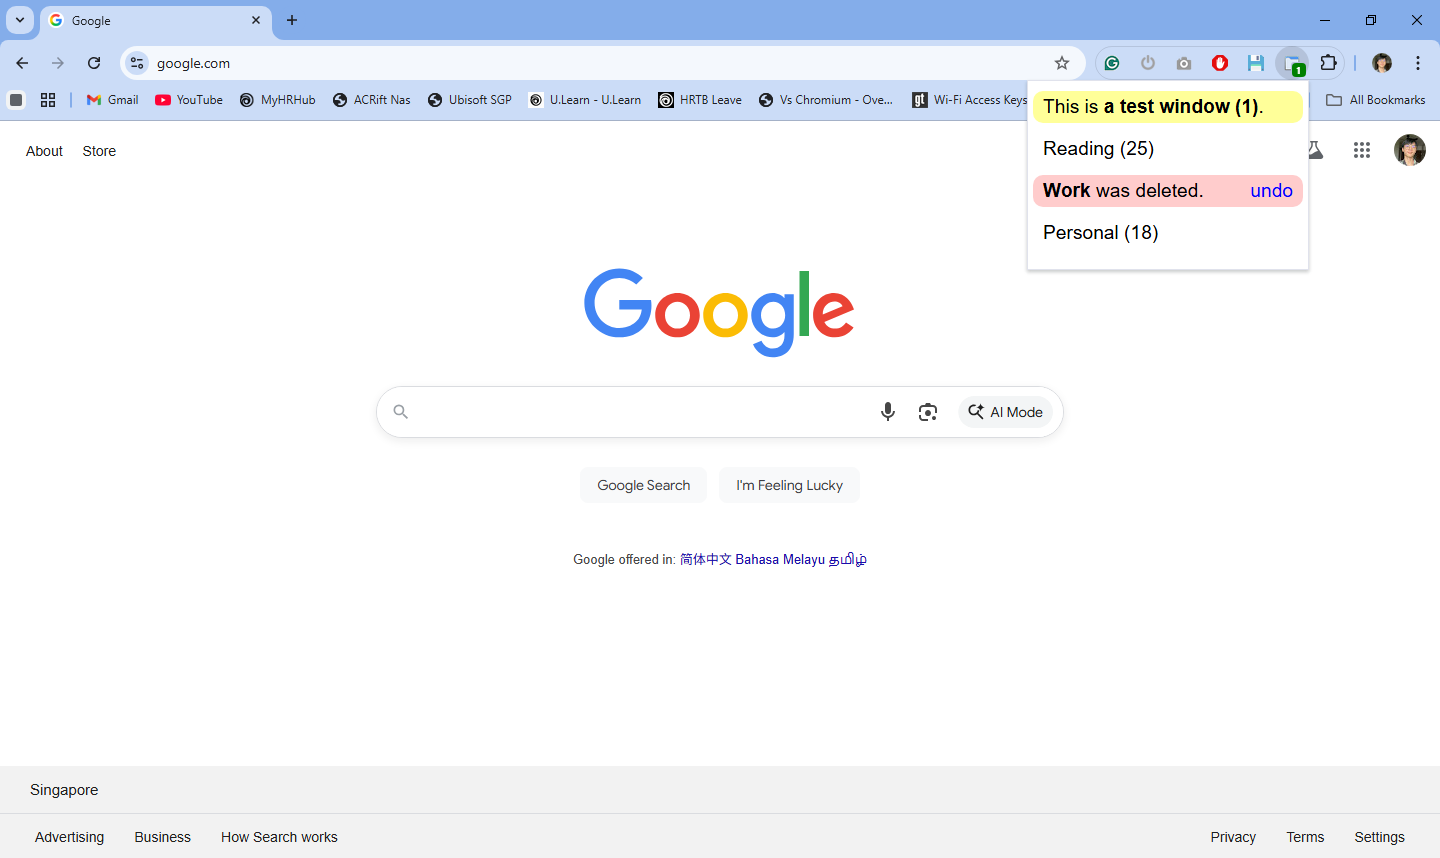 Google
google.com
Gmail
YouTube
MyHRHub
ACRift Nas
Ubisoft SGP
U.Learn - U.Learn
HRTB Leave
Vs Chromium - Ove...
gt
Wi-Fi Access Keys
All Bookmarks
1
This is a test window (1).
Reading (25)
Work was deleted. undo
Personal (18)
About
Store
Google
AI Mode
Google Search
I'm Feeling Lucky
Google offered in: 简体中文 Bahasa Melayu தமிழ்
Singapore
Advertising
Business
How Search works
Privacy
Terms
Settings